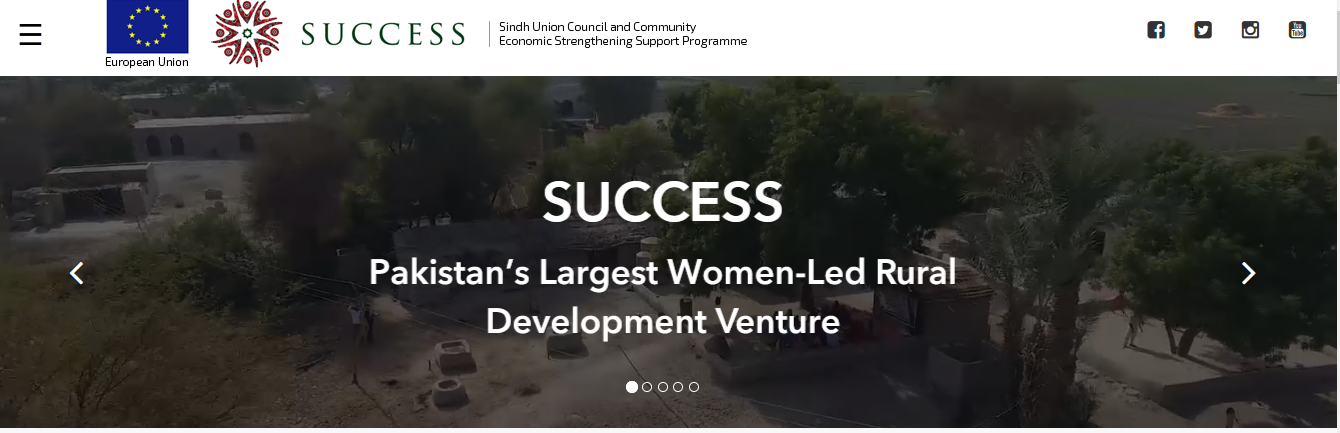 European Union
SUCCESS
Sindh Union Council and Community
Economic Strengthening Support Programme
You
Tube
SUCCESS
Pakistan’s Largest Women-Led Rural
Development Venture